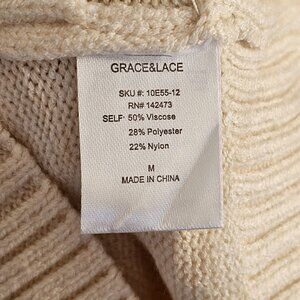 GRACE&LACE
SKU #: 10E55-12
RN# 142473
SELF: 50% Viscose
28% Polyester
22% Nylon
M
MADE IN CHINA